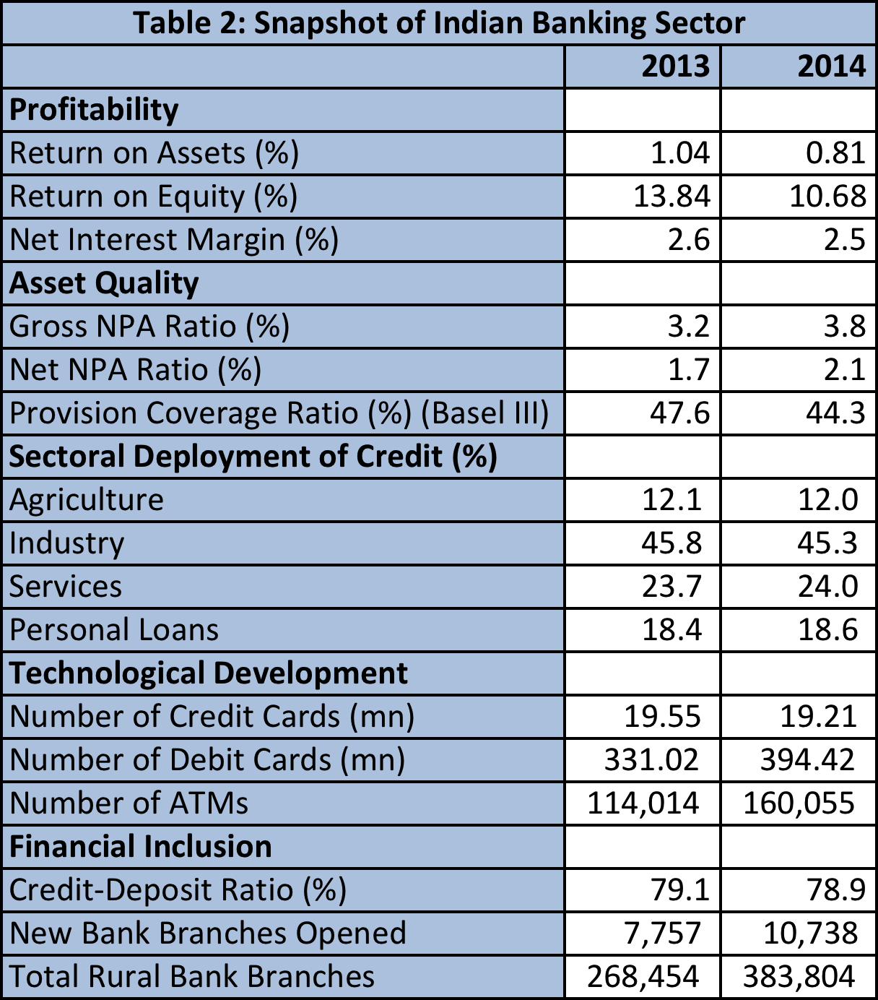 Table 2: Snapshot of Indian Banking Sector
2013 2014
Profitability
Return on Assets (%) 1.04 0.81
Return on Equity (%) 13.84 10.68
Net Interest Margin (%) 2.6 2.5
Asset Quality
Gross NPA Ratio (%) 3.2 3.8
Net NPA Ratio (%) 1.7 2.1
Provision Coverage Ratio (%) (Basel III) 47.6 44.3
Sectoral Deployment of Credit (%)
Agriculture 12.1 12.0
Industry 45.8 45.3
Services 23.7 24.0
Personal Loans 18.4 18.6
Technological Development
Number of Credit Cards (mn) 19.55 19.21
Number of Debit Cards (mn) 331.02 394.42
Number of ATMs 114,014 160,055
Financial Inclusion
Credit-Deposit Ratio (%) 79.1 78.9
New Bank Branches Opened 7,757 10,738
Total Rural Bank Branches 268,454 383,804